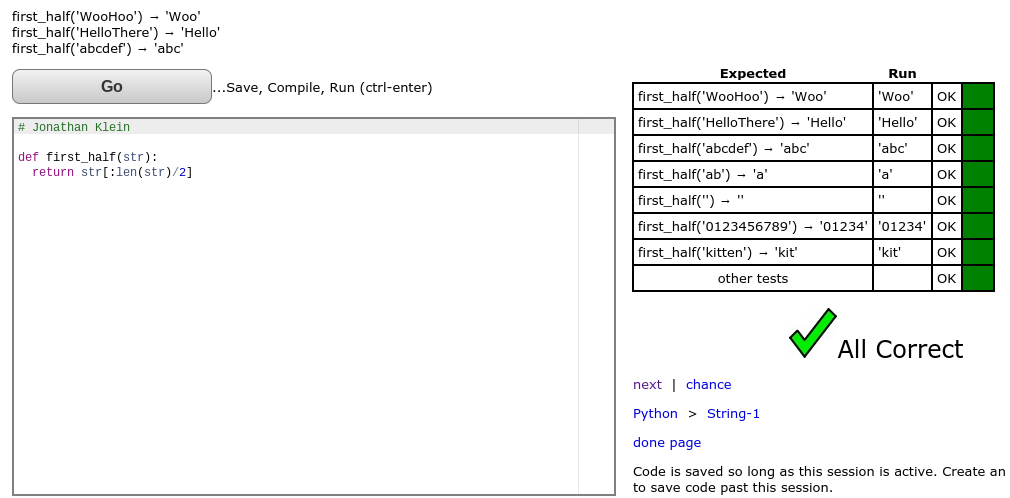 first_half('WooHoo') → 'Woo'
first_half('HelloThere') → 'Hello'
first_half('abcdef') → 'abc'
Go ...Save, Compile, Run (ctrl-enter)
# Jonathan Klein
def first_half(str):
  return str[:len(str)/2]
Expected Run
first_half('WooHoo') → 'Woo' 'Woo' OK
first_half('HelloThere') → 'Hello' 'Hello' OK
first_half('abcdef') → 'abc' 'abc' OK
first_half('ab') → 'a' 'a' OK
first_half('') → '' '' OK
first_half('0123456789') → '01234' '01234' OK
first_half('kitten') → 'kit' 'kit' OK
other tests OK
All Correct
next | chance
Python > String-1
done page
Code is saved so long as this session is active. Create an
to save code past this session.